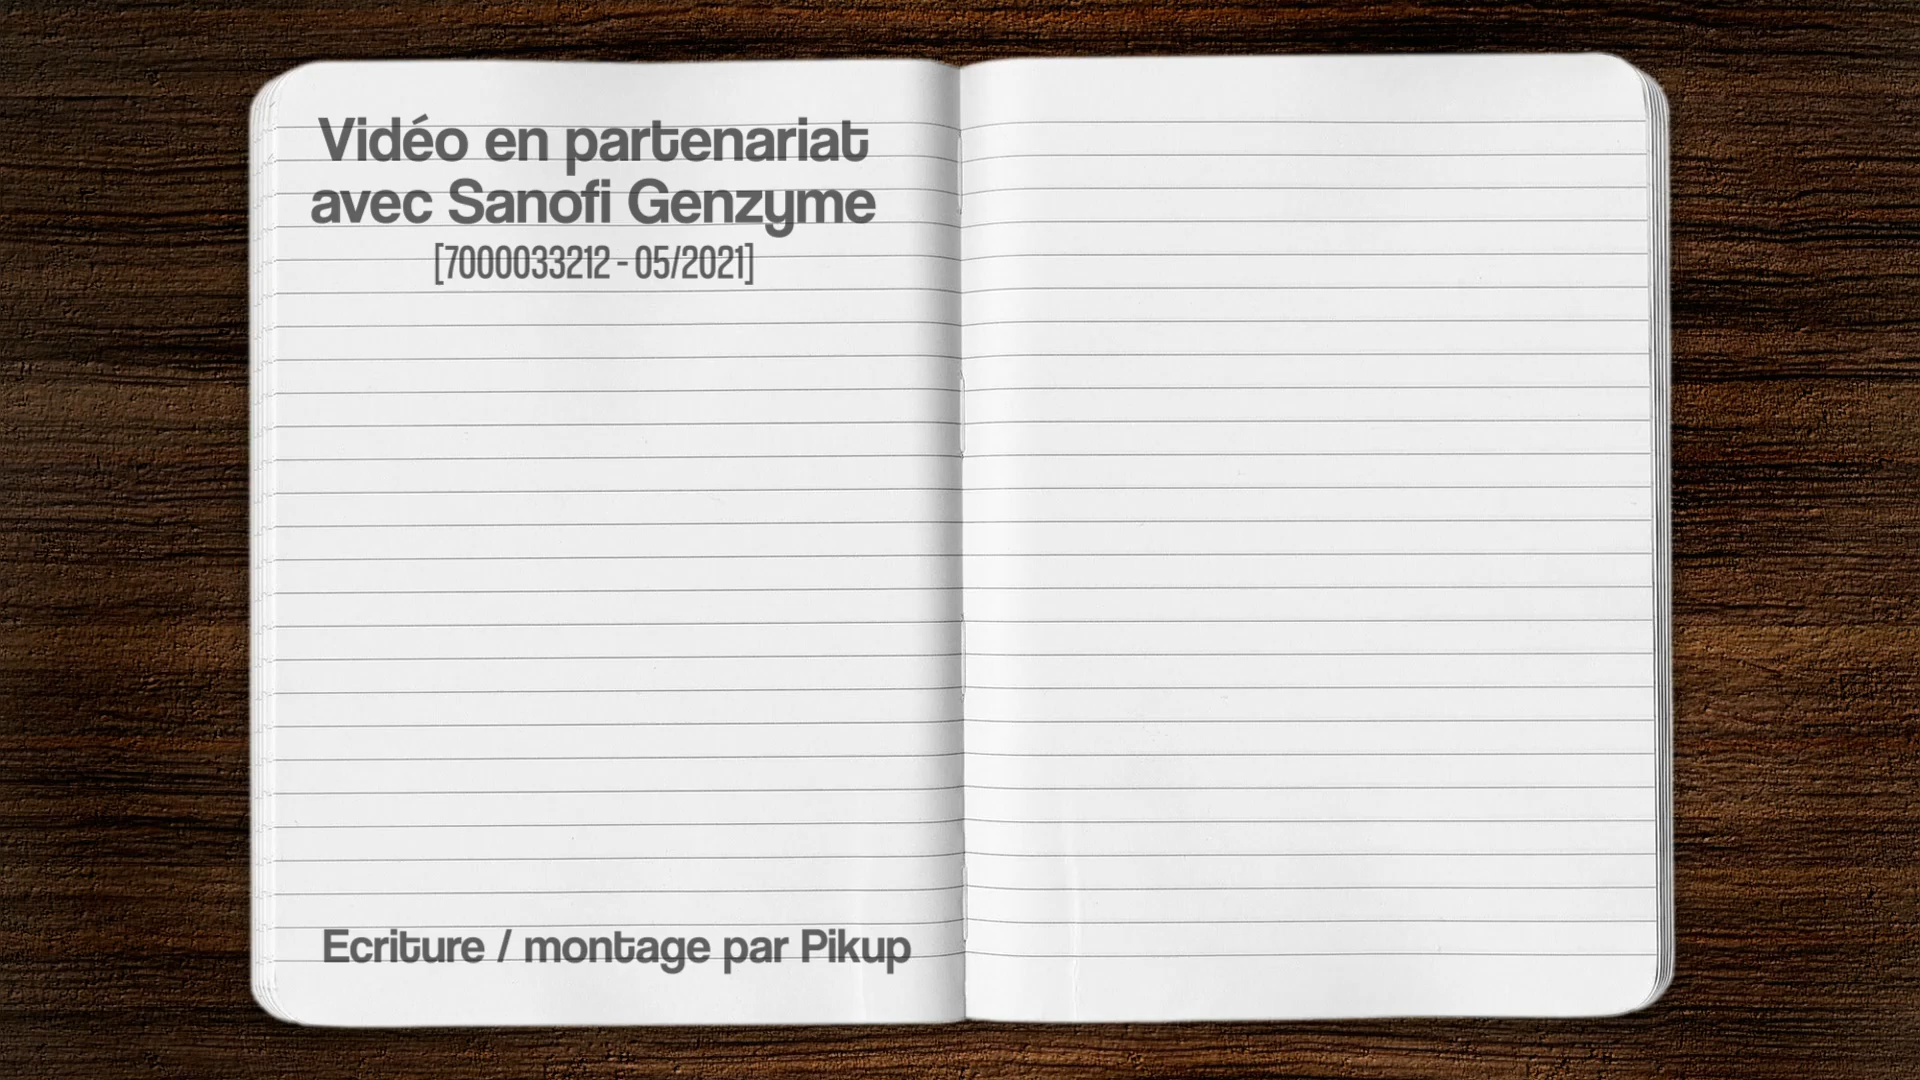 Vidéo en partenariat
avec Sanofi Genzyme
[7000033212 - 05/2021]
Ecriture / montage par Pikup